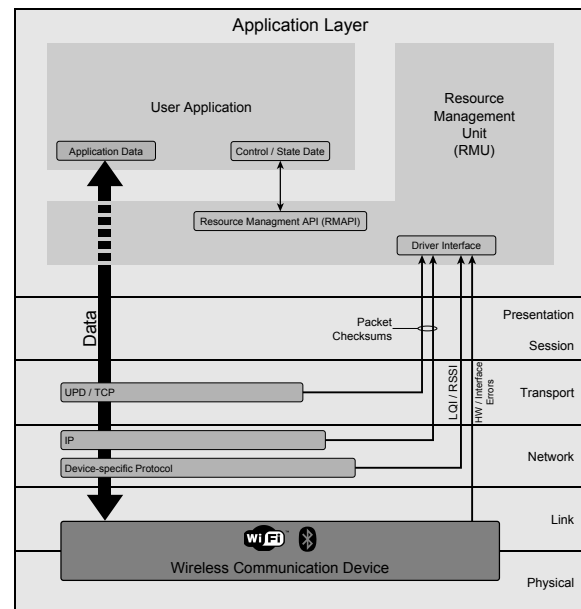 Application Layer
User Application
Resource
Management
Unit
(RMU)
Application Data
Control / State Date
Resource Managment API (RMAPI)
Driver Interface
Data
Packet
Checksums
LQI / RSSI
HW / Interface
Errors
Presentation
Session
UPD / TCP
Transport
IP
Device-specific Protocol
Network
Link
Wi Fi™
Wireless Communication Device
Physical